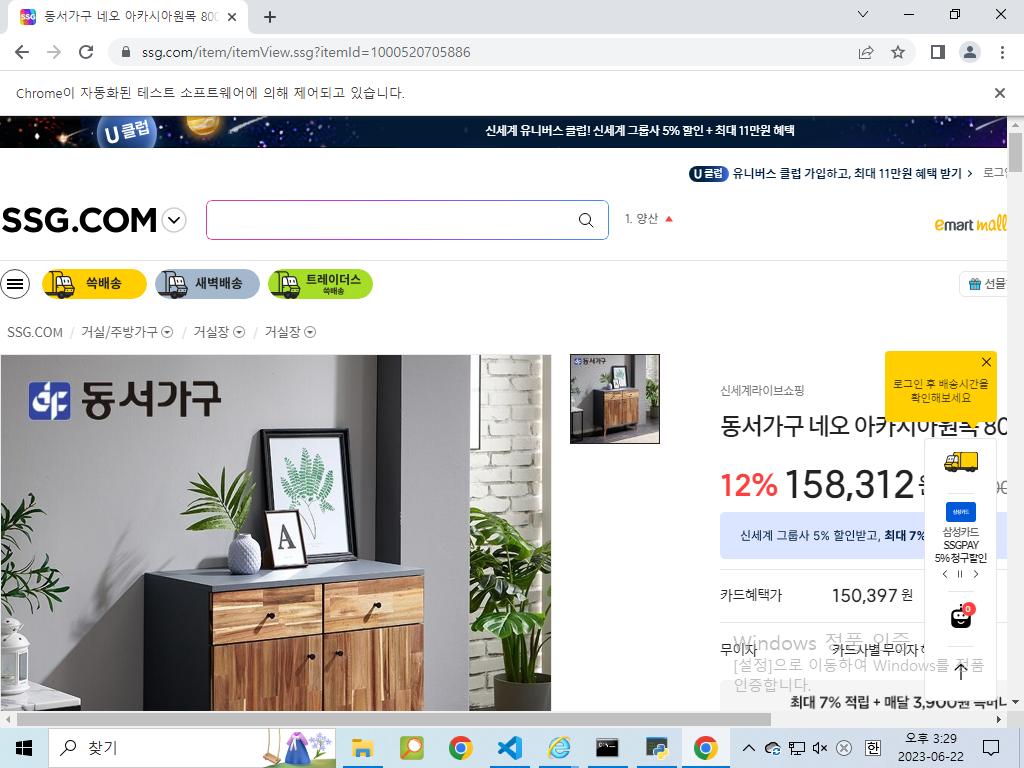 동서가구 네오 아카시아원목 800
ssg.com/item/itemView.ssg?itemId=1000520705886
Chrome이 자동화된 테스트 소프트웨어에 의해 제어되고 있습니다.
U 클럽
신세계 유니버스 클럽! 신세계 그룹사 5% 할인 + 최대 11만원 혜택
U 클럽 유니버스 클럽 가입하고, 최대 11만원 혜택 받기
SSG.COM
1. 양산
emart mall
쓱배송
새벽배송
트레이더스
쓱배송
선물
SSG.COM / 거실/주방가구 / 거실장 / 거실장
동서가구
A
동서가구
신세계라이브쇼핑
로그인 후 배송시간을
확인해보세요
동서가구 네오 아카시아원목 80
12% 158,312
신세계 그룹사 5% 할인받고, 최대 7%
삼성카드
삼성카드
SSGPAY
5% 청구할인
카드혜택가 150,397 원
0
무이자 카드사별 무이자
Windows 정품 인증
[설정]으로 이동하여 Windows를 정품
인증합니다.
최대 7% 적립 + 매달 3,900원
찾기
한
오후 3:29
2023-06-22